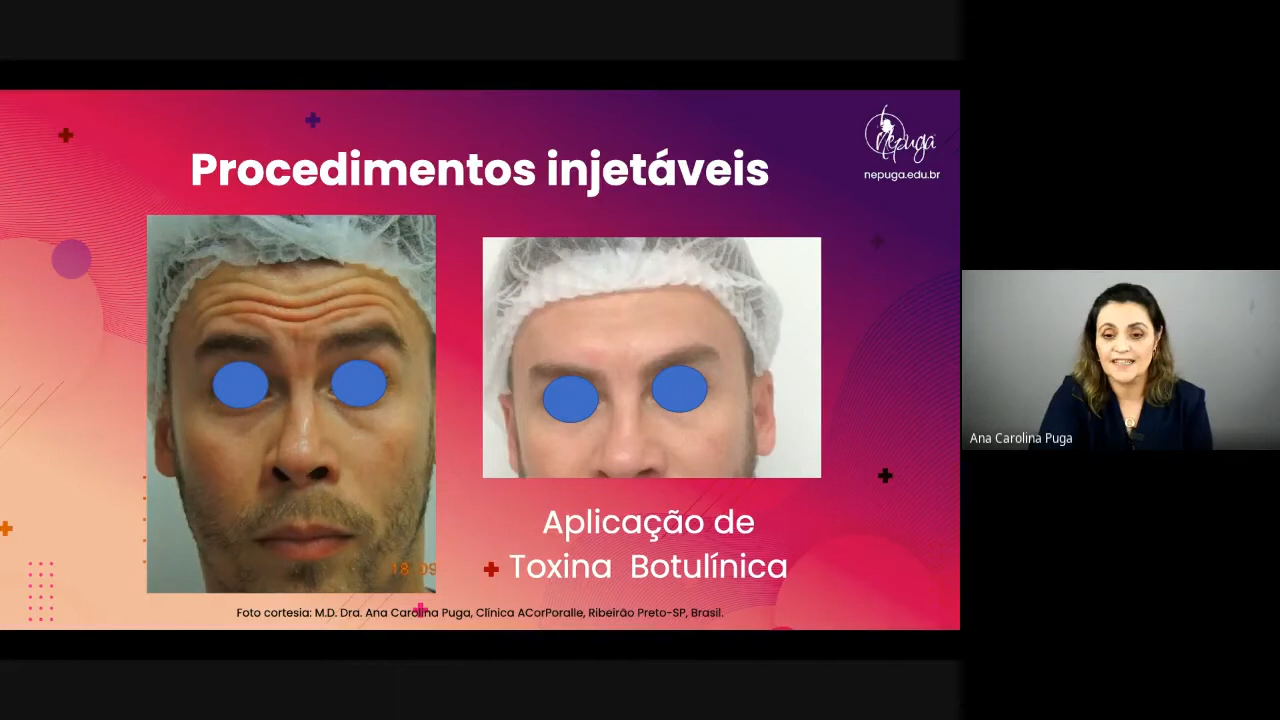 nepuga
nepuga.edu.br
Procedimentos injetáveis
18 09
Aplicação de
Toxina Botulínica
Foto cortesia: M.D. Dra. Ana Carolina Puga, Clínica ACorPoralle, Ribeirão Preto-SP, Brasil.
Ana Carolina Puga